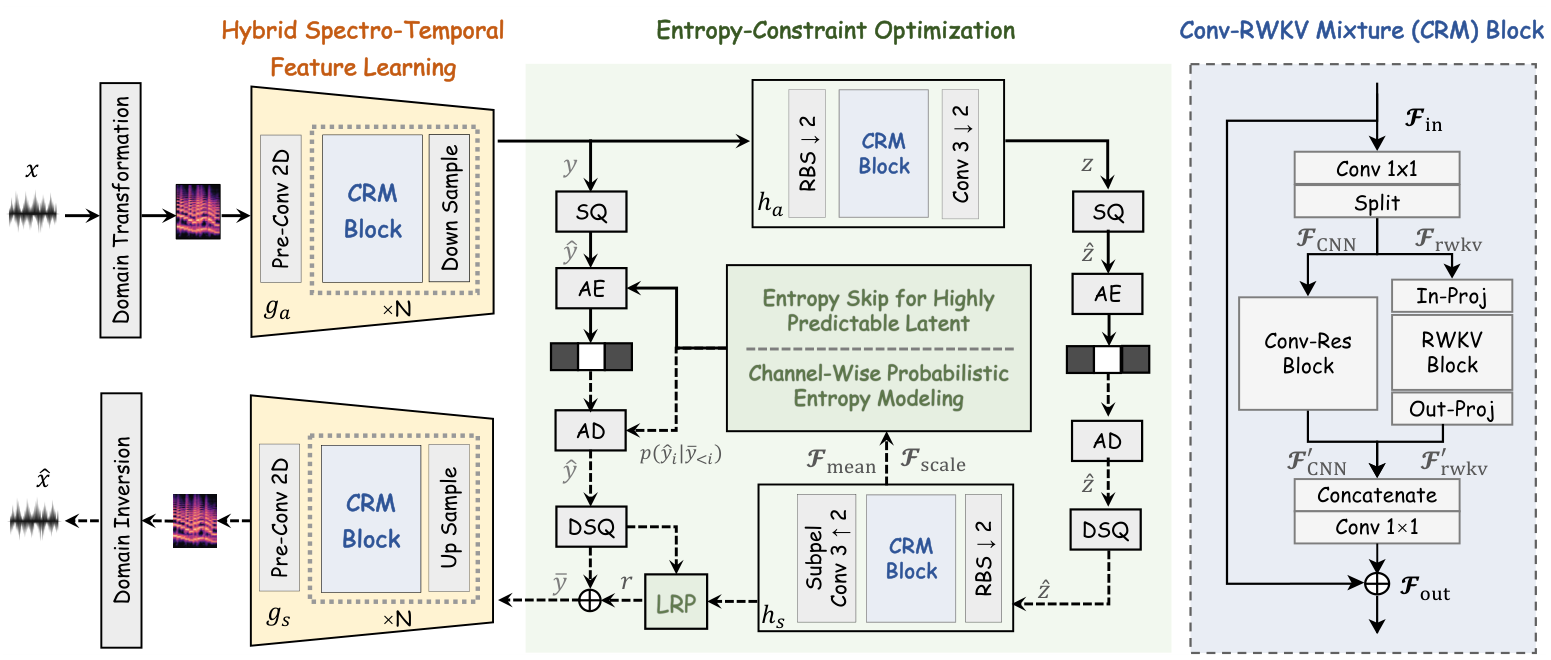 Hybrid Spectro-Temporal
Feature Learning
Entropy-Constraint Optimization
Conv-RWKV Mixture (CRM) Block
x
Domain Transformation
Pre-Conv 2D
CRM
Block
Down Sample
g_a
×N
y
SQ
ŷ
AE
AD
ŷ
DSQ
ȳ
r
LRP
p(ŷ_i|ȳ_{<i})
h_a
RBS ↓ 2
CRM
Block
Conv 3 ↓ 2
Entropy Skip for Highly
Predictable Latent
Channel-Wise Probabilistic
Entropy Modeling
ℱ_mean
ℱ_scale
h_s
Subpel
Conv 3 ↑ 2
CRM
Block
RBS ↓ 2
z
SQ
ẑ
AE
AD
ẑ
DSQ
ẑ
x̂
Domain Inversion
Pre-Conv 2D
CRM
Block
Up Sample
g_s
×N
ℱ_in
Conv 1x1
Split
ℱ_CNN
ℱ_rwkv
Conv-Res
Block
In-Proj
RWKV
Block
Out-Proj
ℱ'_CNN
ℱ'_rwkv
Concatenate
Conv 1×1
ℱ_out